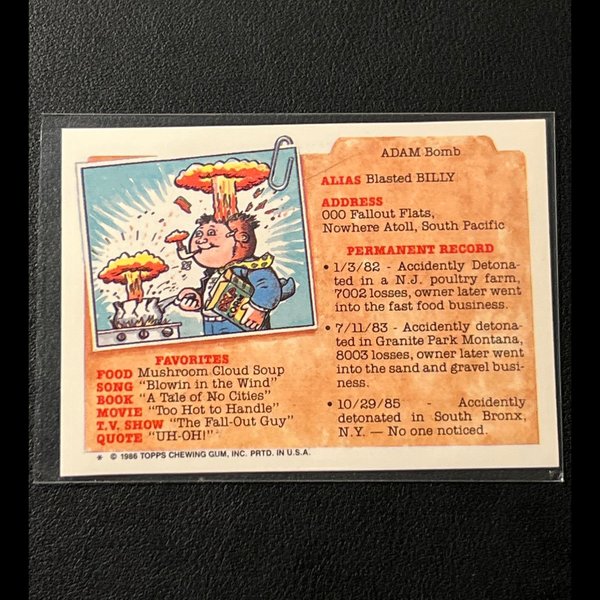 ADAM Bomb
ALIAS Blasted BILLY
ADDRESS
000 Fallout Flats,
Nowhere Atoll, South Pacific
PERMANENT RECORD
• 1/3/82 - Accidently Detona-
ted in a N.J. poultry farm,
7002 losses, owner later went
into the fast food business.
• 7/11/83 - Accidently detona-
ted in Granite Park Montana,
8003 losses, owner later went
into the sand and gravel busi-
ness.
• 10/29/85 - Accidently
detonated in South Bronx,
N.Y. — No one noticed.
FAVORITES
FOOD Mushroom Cloud Soup
SONG "Blowin in the Wind"
BOOK "A Tale of No Cities"
MOVIE "Too Hot to Handle"
T.V. SHOW "The Fall-Out Guy"
QUOTE "UH-OH!"
* © 1986 TOPPS CHEWING GUM, INC. PRTD. IN U.S.A.